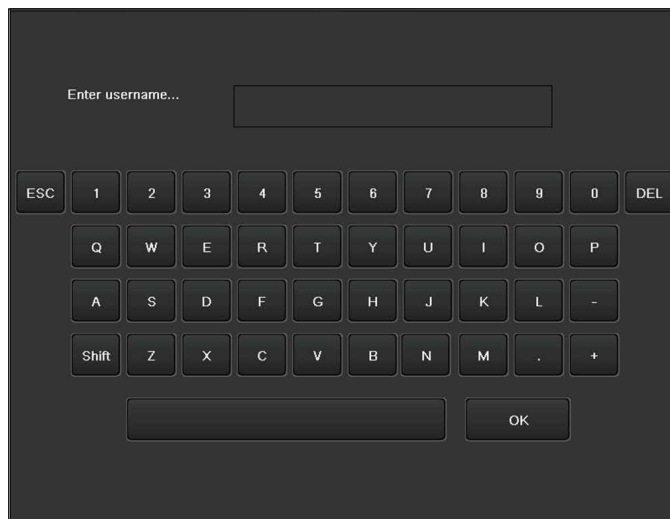 Enter username...
ESC 1 2 3 4 5 6 7 8 9 0 DEL
Q W E R T Y U I O P
A S D F G H J K L -
Shift Z X C V B N M . +
OK